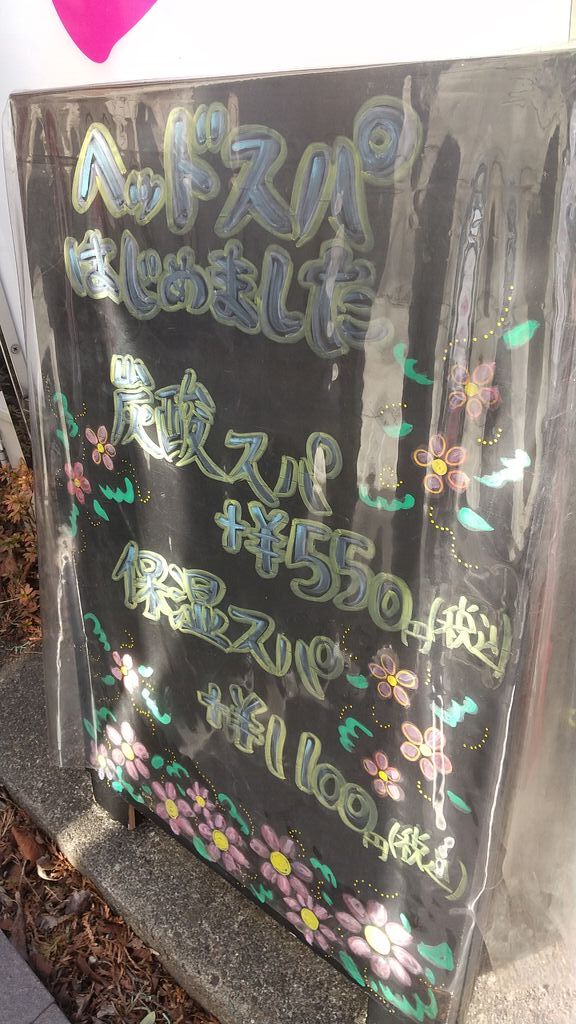 ヘッドスパ
はじめました
炭酸スパ
+¥550円(税込)
保湿スパ
+¥1100円(税込)